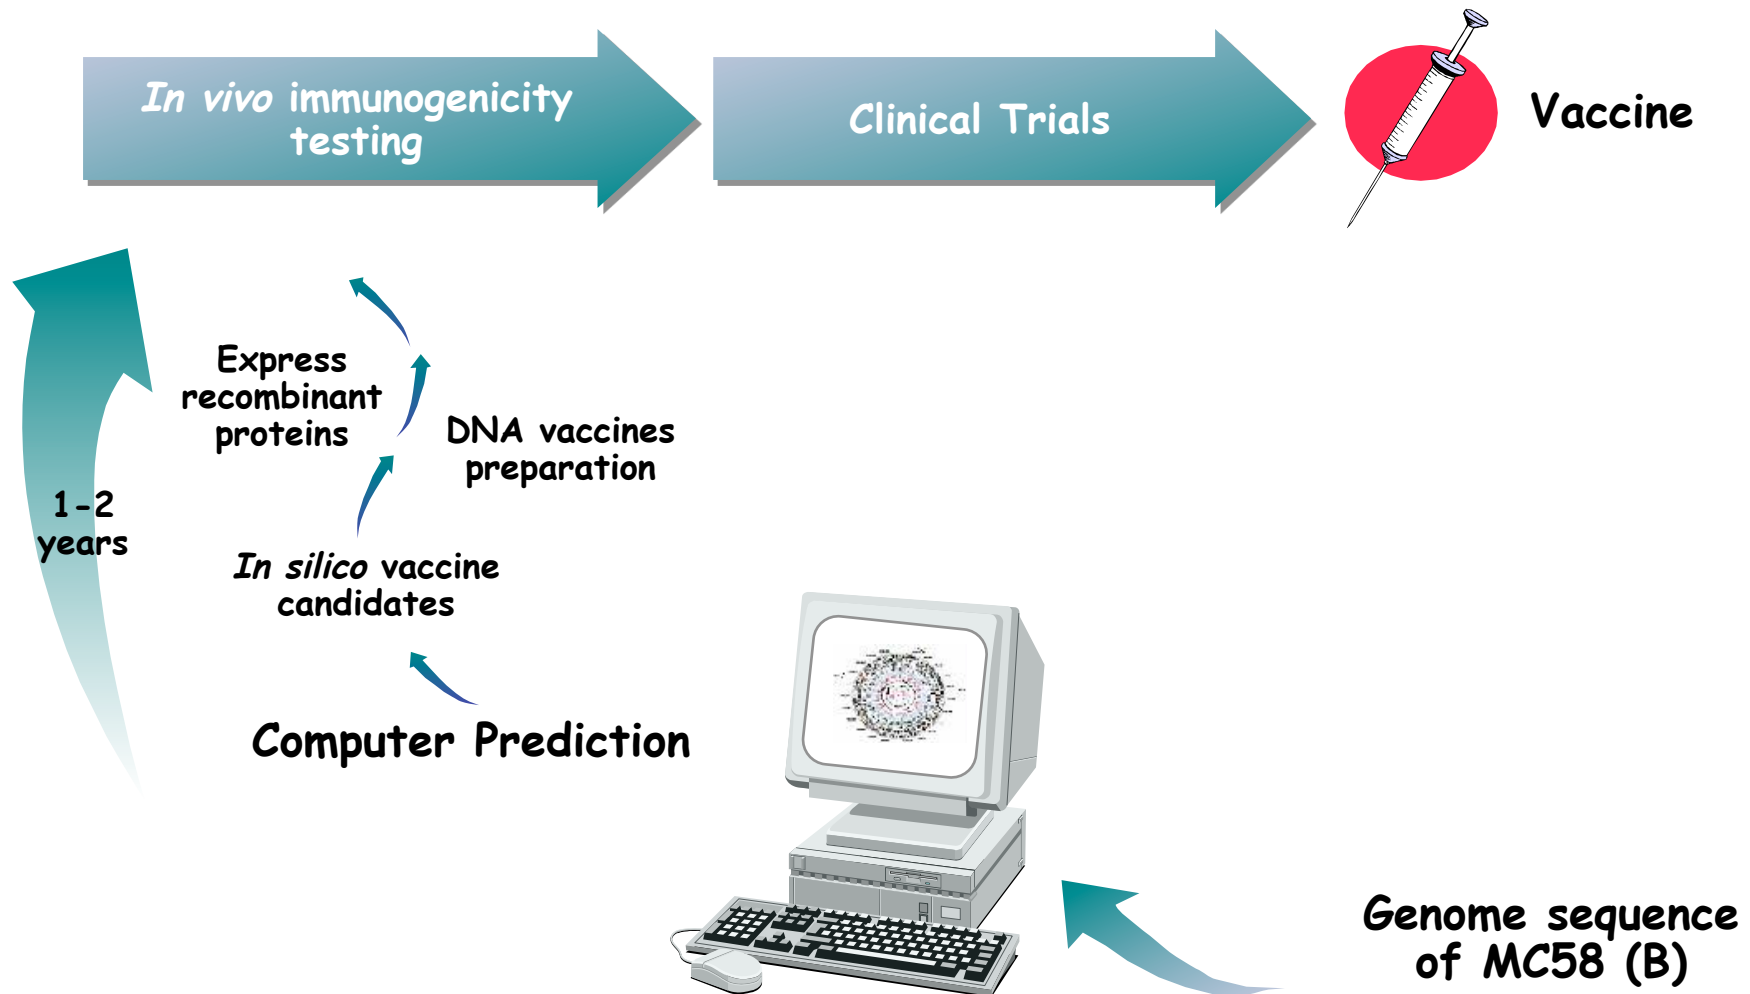 In vivo immunogenicity
testing
Clinical Trials
Vaccine
Express
recombinant
proteins
DNA vaccines
preparation
1-2
years
In silico vaccine
candidates
Computer Prediction
Genome sequence
of MC58 (B)